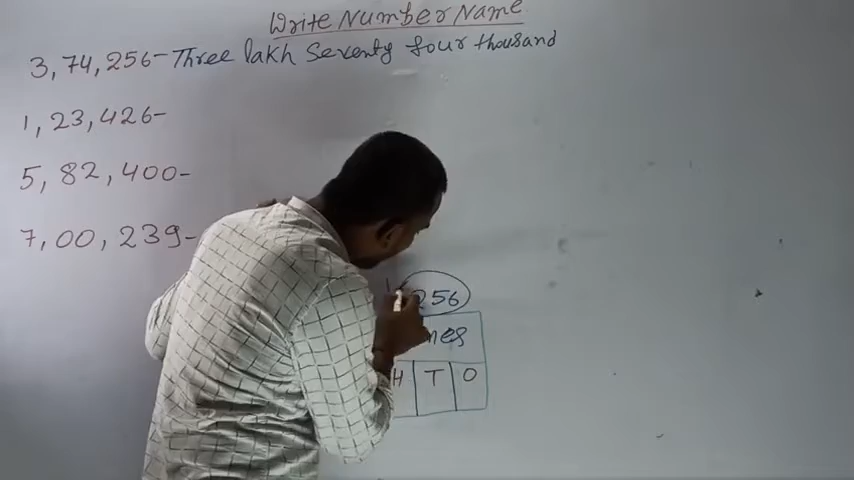 Write Number Name
3,74,256- Three lakh Seventy four thousand
1,23,426-
5,82,400-
7,00,239-
256
nes
H T O